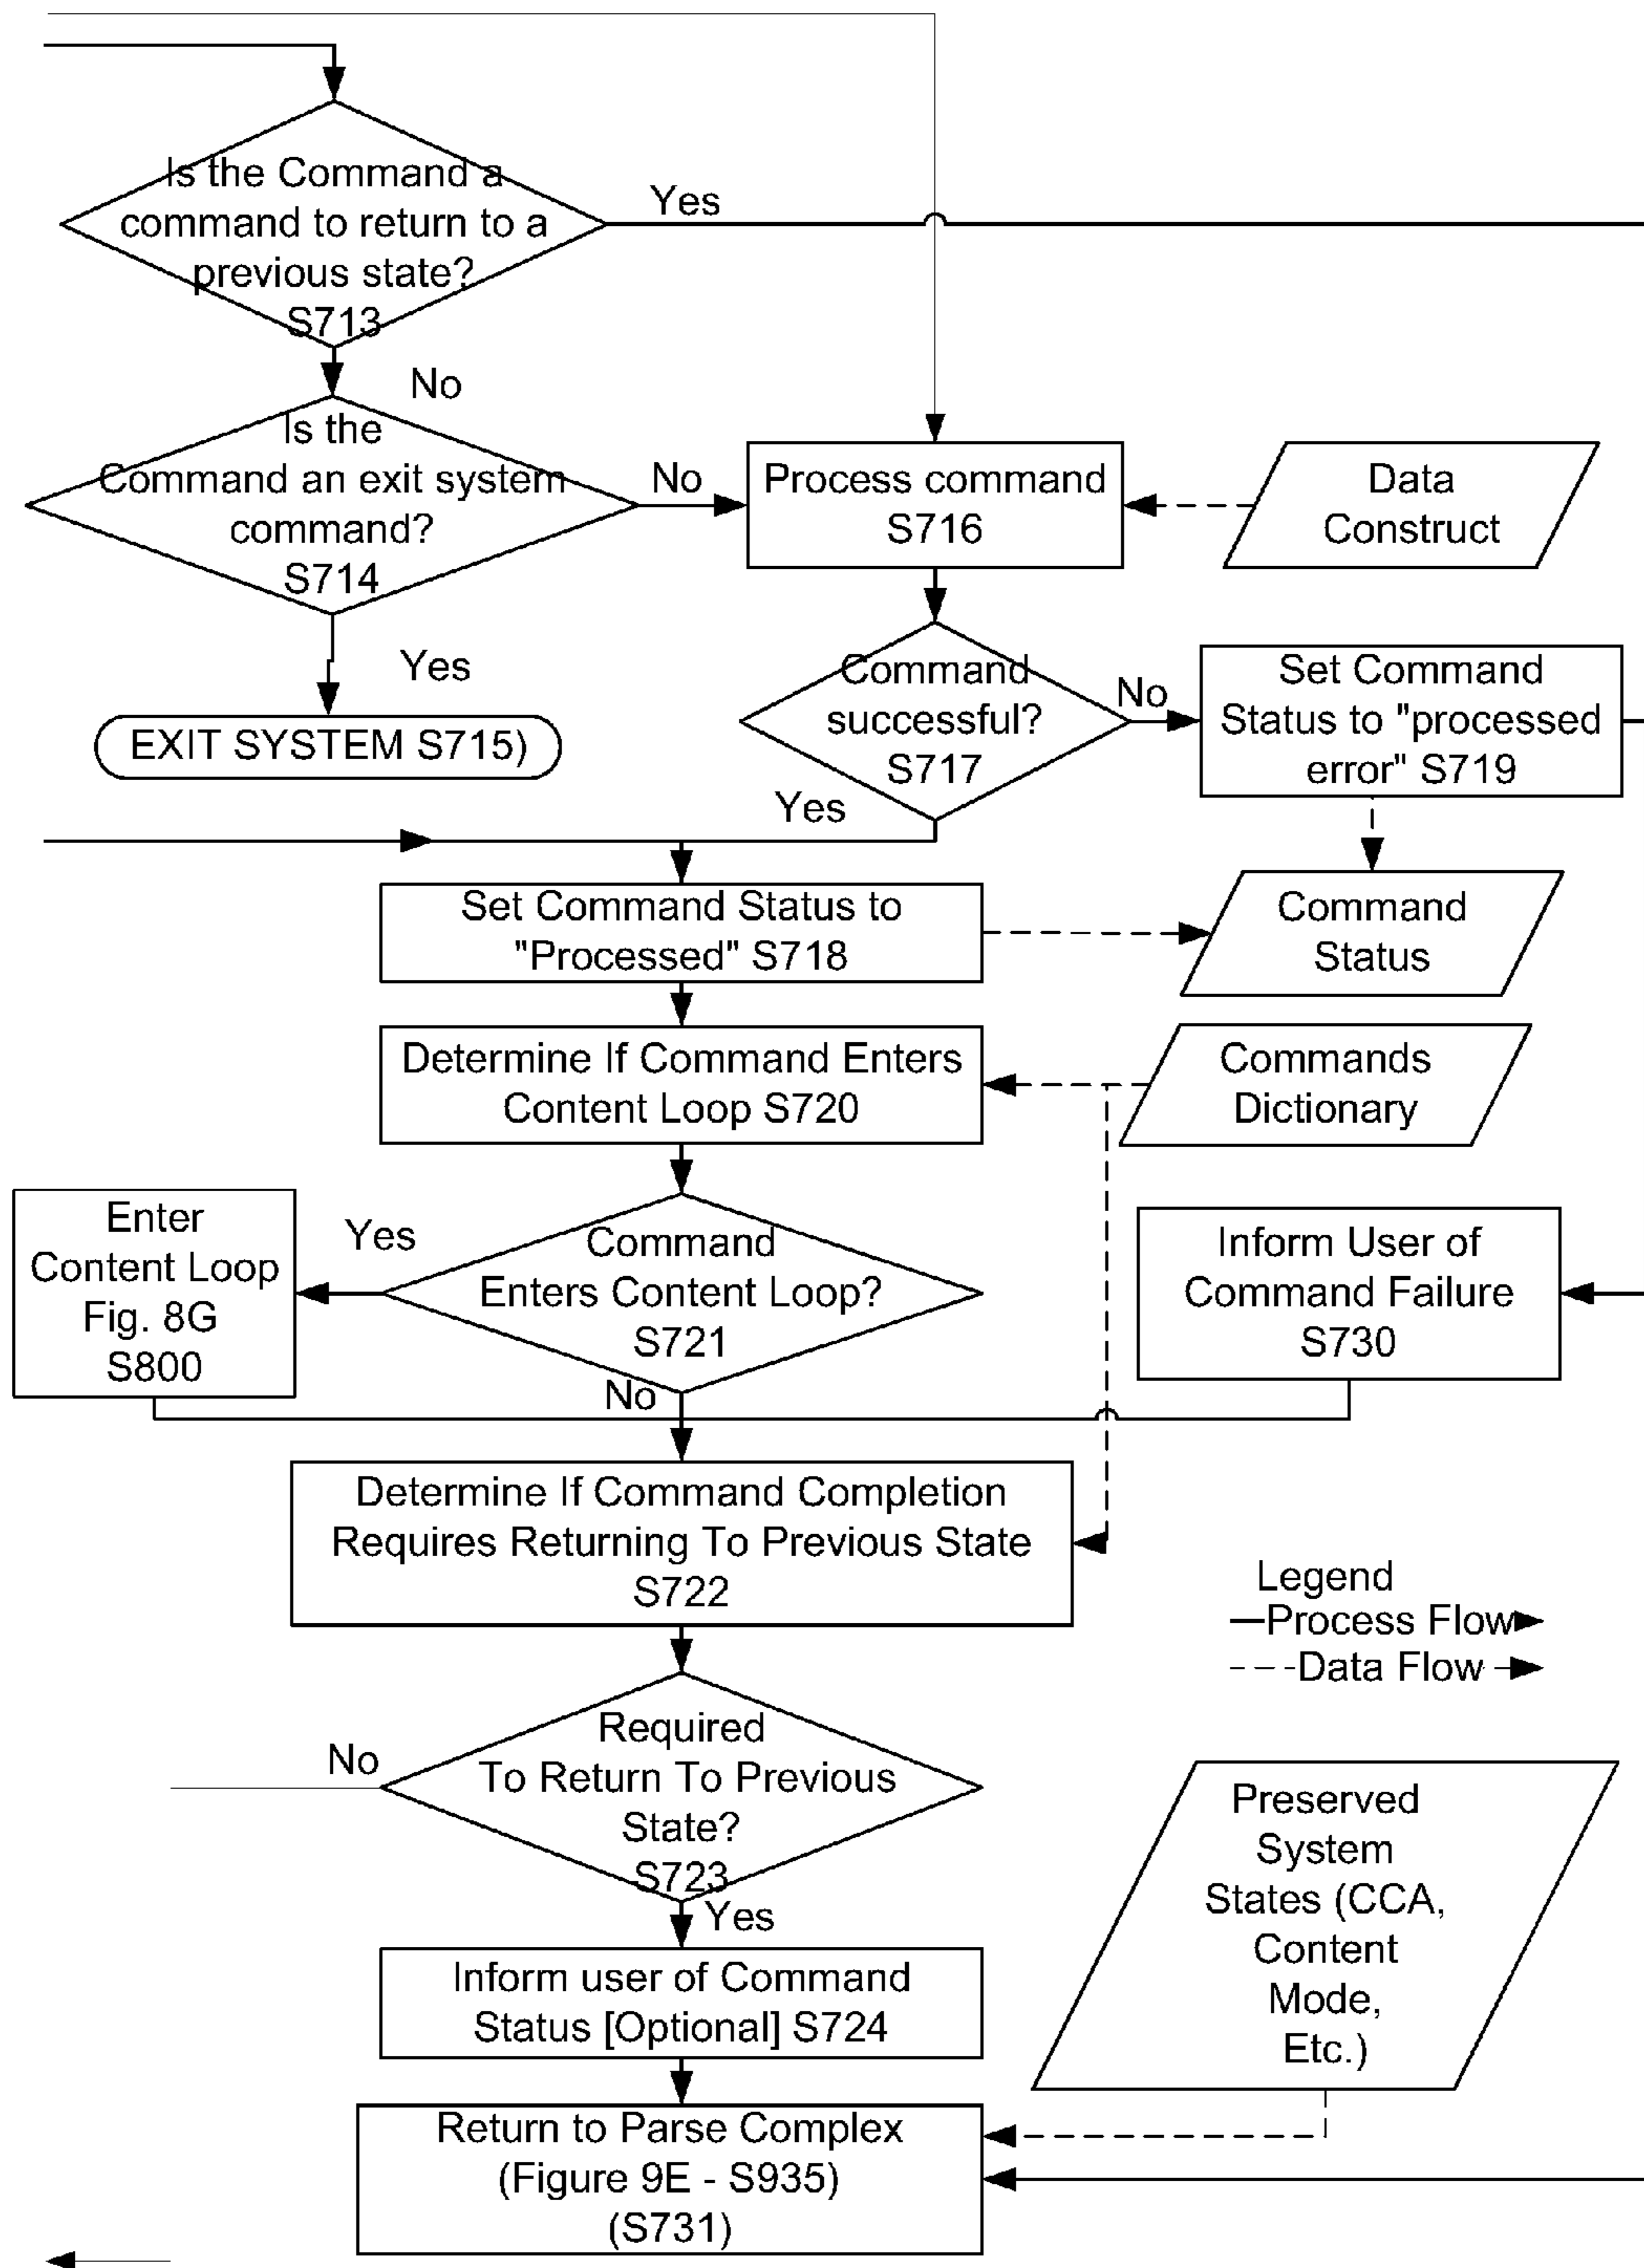 Is the Command a
command to return to a
previous state?
S713
Yes
No
Is the
Command an exit system
command?
S714
No
Process command
S716
Data
Construct
Yes
EXIT SYSTEM S715)
Command
successful?
S717
No
Set Command
Status to "processed
error" S719
Yes
Set Command Status to
"Processed" S718
Command
Status
Determine If Command Enters
Content Loop S720
Commands
Dictionary
Enter
Content Loop
Fig. 8G
S800
Yes
Command
Enters Content Loop?
S721
No
Inform User of
Command Failure
S730
Determine If Command Completion
Requires Returning To Previous State
S722
Legend
Process Flow
Data Flow
No
Required
To Return To Previous
State?
S723
Yes
Preserved
System
States (CCA,
Content
Mode,
Etc.)
Inform user of Command
Status [Optional] S724
Return to Parse Complex
(Figure 9E - S935)
(S731)